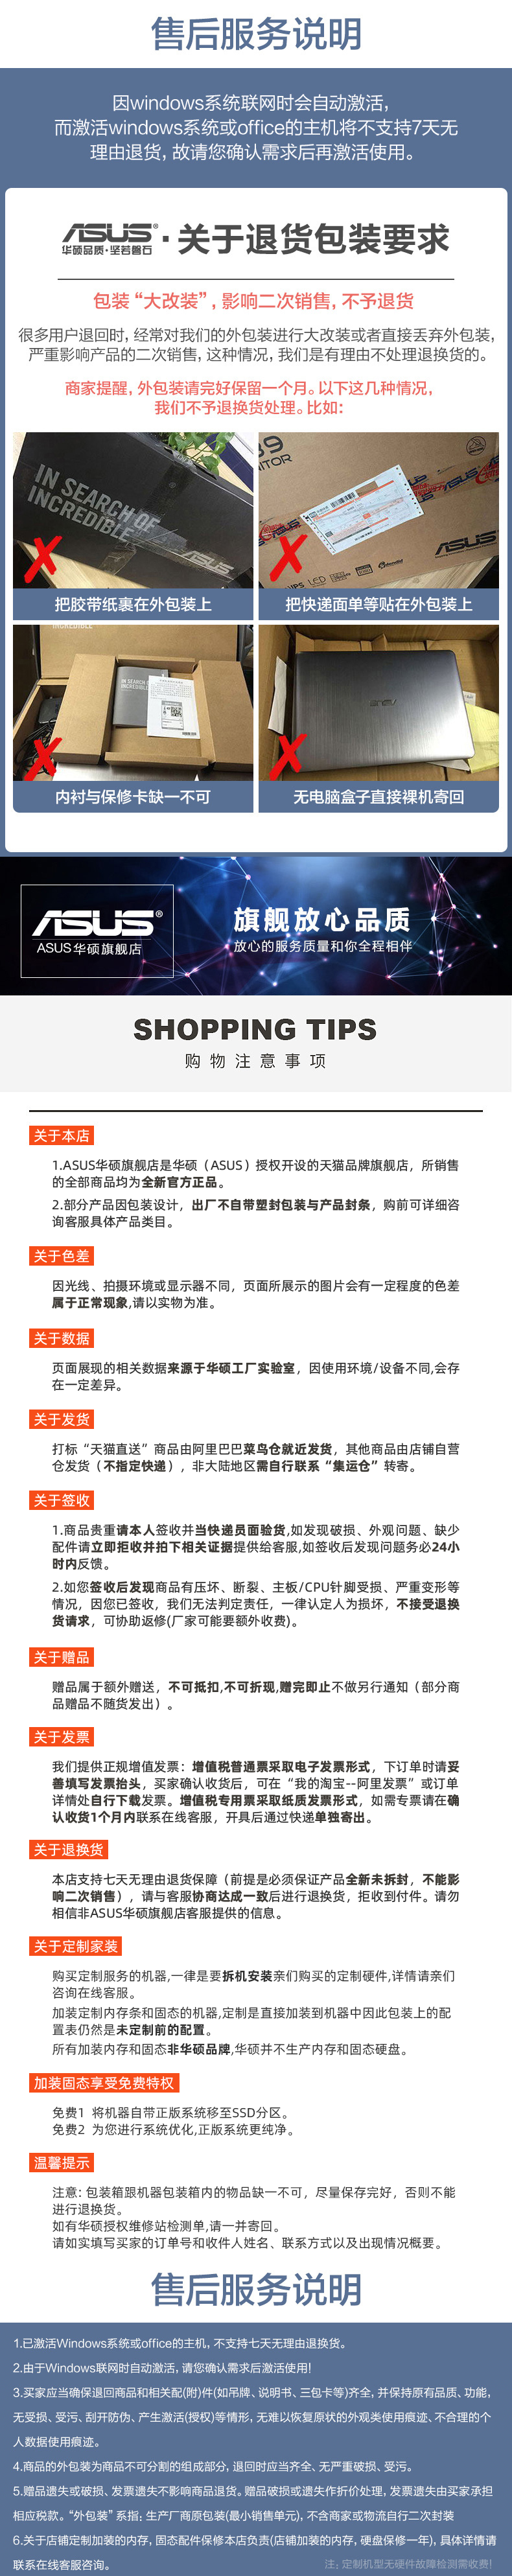 售后服务说明
因windows系统联网时会自动激活，
而激活windows系统或office的主机将不支持7天无
理由退货，故请您确认需求后再激活使用。
ASUS® · 关于退货包装要求
华硕品质·坚若磐石
包装“大改装”，影响二次销售，不予退货
很多用户退回时，经常对我们的外包装进行大改装或者直接丢弃外包装，
严重影响产品的二次销售，这种情况，我们是有理由不处理退换货的。
商家提醒，外包装请完好保留一个月。以下这几种情况，
我们不予退换货处理。比如：
IN SEARCH OF
INCREDIBLE
ASUS
ASUS
LED
把胶带纸裹在外包装上
把快递面单等贴在外包装上
INCREDIBLE
IN SEARCH
INCREDIBLE
ASUS
内衬与保修卡缺一不可
无电脑盒子直接裸机寄回
ASUS®
ASUS华硕旗舰店
旗舰放心品质
放心的服务质量和你全程相伴
SHOPPING TIPS
购物注意事项
关于本店
1.ASUS华硕旗舰店是华硕（ASUS）授权开设的天猫品牌旗舰店，所销售
的全部商品均为全新官方正品。
2.部分产品因包装设计，出厂不自带塑封包装与产品封条，购前可详细咨
询客服具体产品类目。
关于色差
因光线、拍摄环境或显示器不同，页面所展示的图片会有一定程度的色差
属于正常现象,请以实物为准。
关于数据
页面展现的相关数据来源于华硕工厂实验室，因使用环境/设备不同,会存
在一定差异。
关于发货
打标“天猫直送”商品由阿里巴巴菜鸟仓就近发货，其他商品由店铺自营
仓发货（不指定快递），非大陆地区需自行联系“集运仓”转寄。
关于签收
1.商品贵重请本人签收并当快递员面验货,如发现破损、外观问题、缺少
配件请立即拒收并拍下相关证据提供给客服,如签收后发现问题务必24小
时内反馈。
2.如您签收后发现商品有压坏、断裂、主板/CPU针脚受损、严重变形等
情况，因您已签收，我们无法判定责任，一律认定人为损坏，不接受退换
货请求，可协助返修(厂家可能要额外收费)。
关于赠品
赠品属于额外赠送，不可抵扣,不可折现,赠完即止不做另行通知（部分商
品赠品不随货发出）。
关于发票
我们提供正规增值发票：增值税普通票采取电子发票形式，下订单时请妥
善填写发票抬头，买家确认收货后，可在“我的淘宝--阿里发票”或订单
详情处自行下载发票。增值税专用票采取纸质发票形式，如需专票请在确
认收货1个月内联系在线客服，开具后通过快递单独寄出。
关于退换货
本店支持七天无理由退货保障（前提是必须保证产品全新未拆封，不能影
响二次销售），请与客服协商达成一致后进行退换货，拒收到付件。请勿
相信非ASUS华硕旗舰店客服提供的信息。
关于定制家装
购买定制服务的机器,一律是要拆机安装亲们购买的定制硬件,详情请亲们
咨询在线客服。
加装定制内存条和固态的机器,定制是直接加装到机器中因此包装上的配
置表仍然是未定制前的配置。
所有加装内存和固态非华硕品牌,华硕并不生产内存和固态硬盘。
加装固态享受免费特权
免费1 将机器自带正版系统移至SSD分区。
免费2 为您进行系统优化,正版系统更纯净。
温馨提示
注意：包装箱跟机器包装箱内的物品缺一不可，尽量保存完好，否则不能
进行退换货。
如有华硕授权维修站检测单,请一并寄回。
请如实填写买家的订单号和收件人姓名、联系方式以及出现情况概要。
售后服务说明
1.已激活Windows系统或office的主机，不支持七天无理由退换货。
2.由于Windows联网时自动激活，请您确认需求后激活使用！
3.买家应当确保退回商品和相关配(附)件(如吊牌、说明书、三包卡等)齐全，并保持原有品质、功能，
无受损、受污、刮开防伪、产生激活(授权)等情形，无难以恢复原状的外观类使用痕迹、不合理的个
人数据使用痕迹。
4.商品的外包装为商品不可分割的组成部分，退回时应当齐全、无严重破损、受污。
5.赠品遗失或破损、发票遗失不影响商品退货。赠品破损或遗失作折价处理，发票遗失由买家承担
相应税款。“外包装”系指：生产厂商原包装(最小销售单元)，不含商家或物流自行二次封装
6.关于店铺定制加装的内存，固态配件保修本店负责(店铺加装的内存，硬盘保修一年)，具体详情请
联系在线客服咨询。
注：定制机型无硬件故障检测需收费！